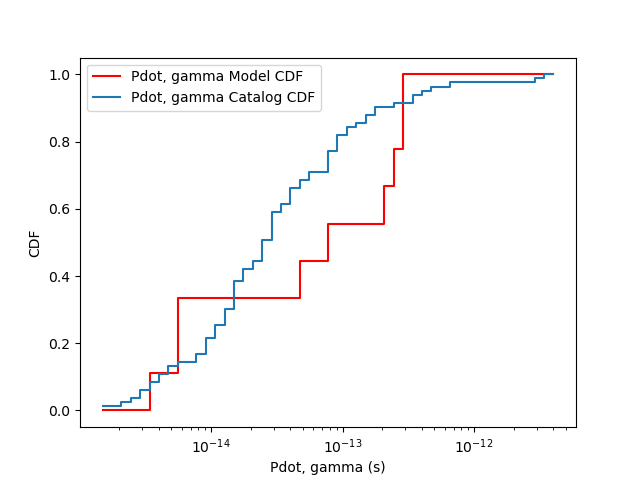 Pdot, gamma Model CDF
Pdot, gamma Catalog CDF
1.0
0.8
0.6
0.4
0.2
0.0
CDF
10⁻¹⁴
10⁻¹³
10⁻¹²
Pdot, gamma (s)